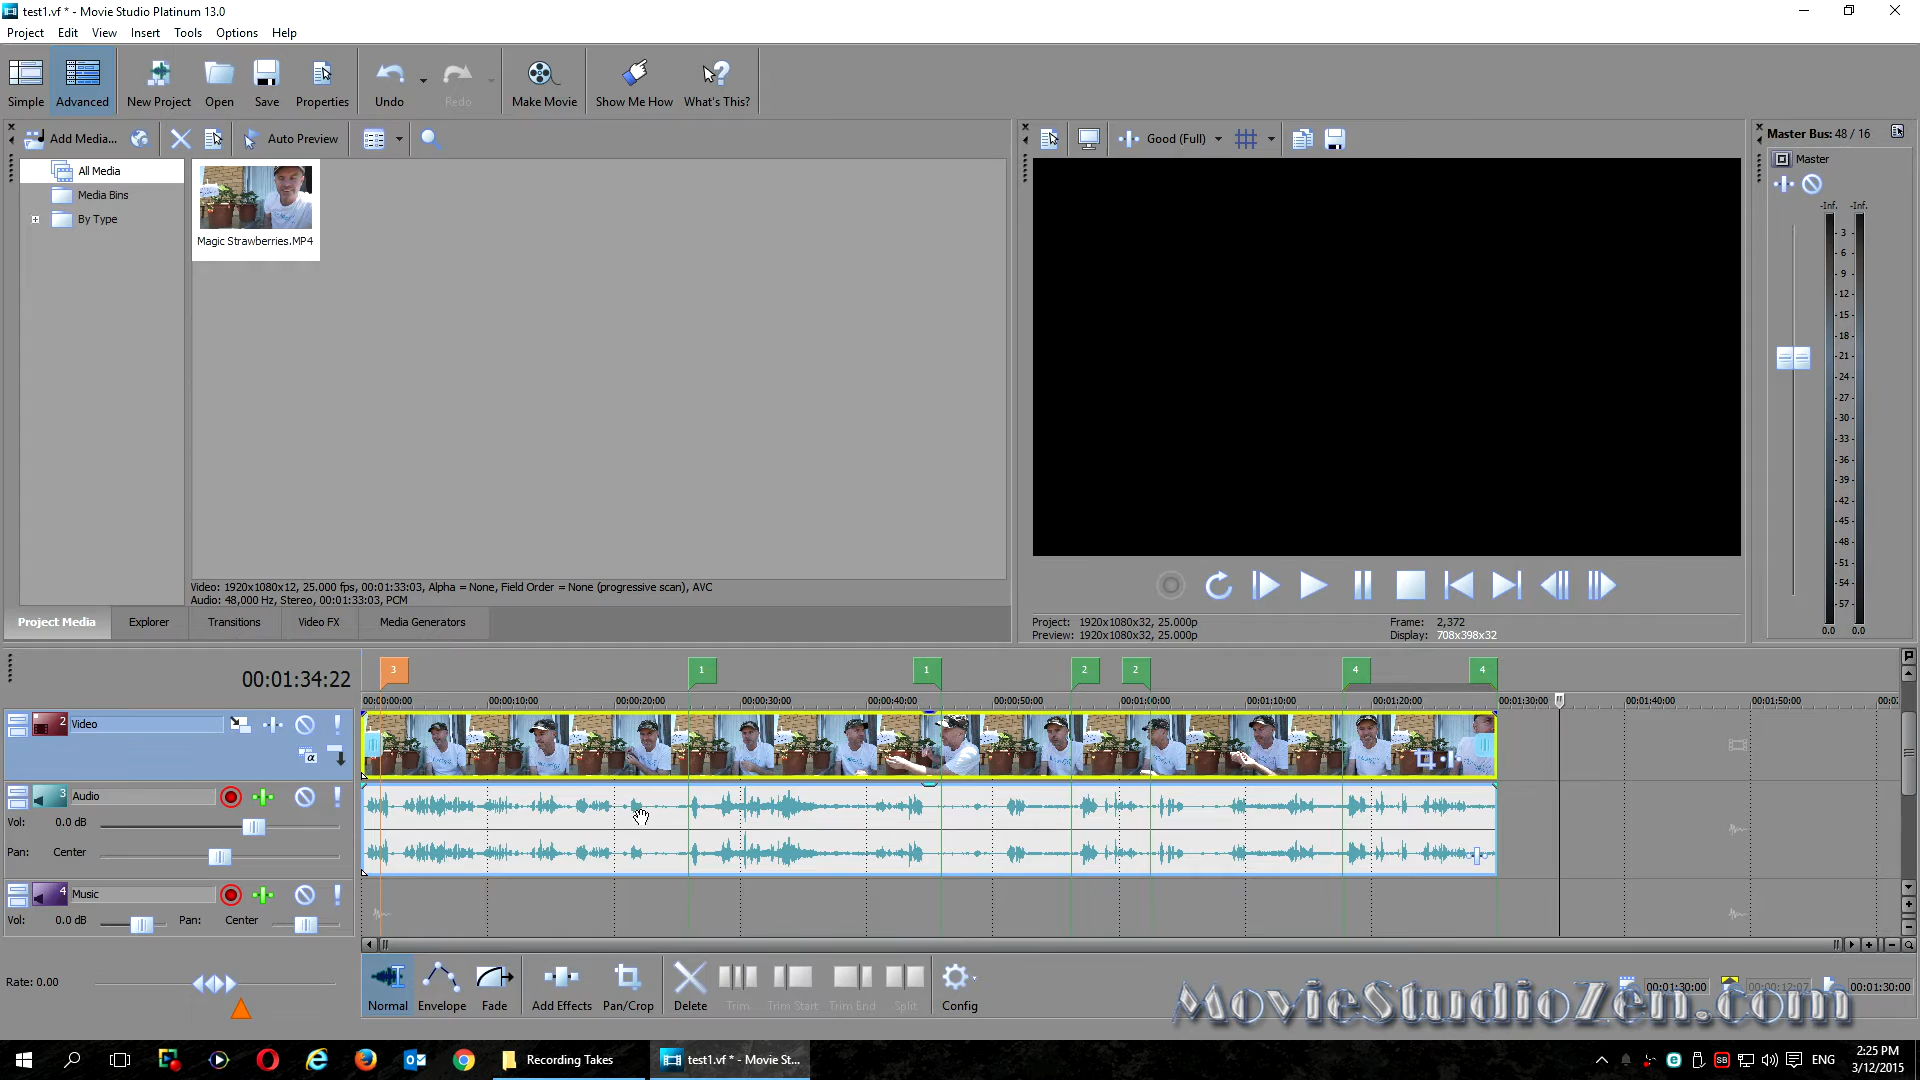 test1.vf * - Movie Studio Platinum 13.0
Project Edit View Insert Tools Options Help
Simple Advanced New Project Open Save Properties Undo Redo Make Movie Show Me How What's This?
Add Media... Auto Preview
All Media
Media Bins
By Type
Magic Strawberries.MP4
Video: 1920x1080x12, 25.000 fps, 00:01:33:03, Alpha = None, Field Order = None (progressive scan), AVC
Audio: 48,000 Hz, Stereo, 00:01:33:03, PCM
Project Media Explorer Transitions Video FX Media Generators
Good (Full)
Project: 1920x1080x32, 25.000p Frame: 2,372
Preview: 1920x1080x32, 25.000p Display: 708x398x32
Master Bus: 48 / 16
Master
-Inf. -Inf.
3
6
9
12
15
18
21
24
27
30
33
36
39
42
45
48
51
54
57
0.0 0.0
00:01:34:22
3 1 1 2 2 4 4
00:00:00:00 00:00:10:00 00:00:20:00 00:00:30:00 00:00:40:00 00:00:50:00 00:01:00:00 00:01:10:00 00:01:20:00 00:01:30:00 00:01:40:00 00:01:50:00
2 Video
3 Audio
Vol: 0.0 dB
Pan: Center
4 Music
Vol: 0.0 dB Pan: Center
Rate: 0.00
Normal Envelope Fade Add Effects Pan/Crop Delete Trim Trim Start Trim End Split Config
00:01:30:00 00:00:12:07 00:01:30:00
MovieStudioZen.com
Recording Takes
test1.vf * - Movie St...
ENG
2:25 PM
3/12/2015